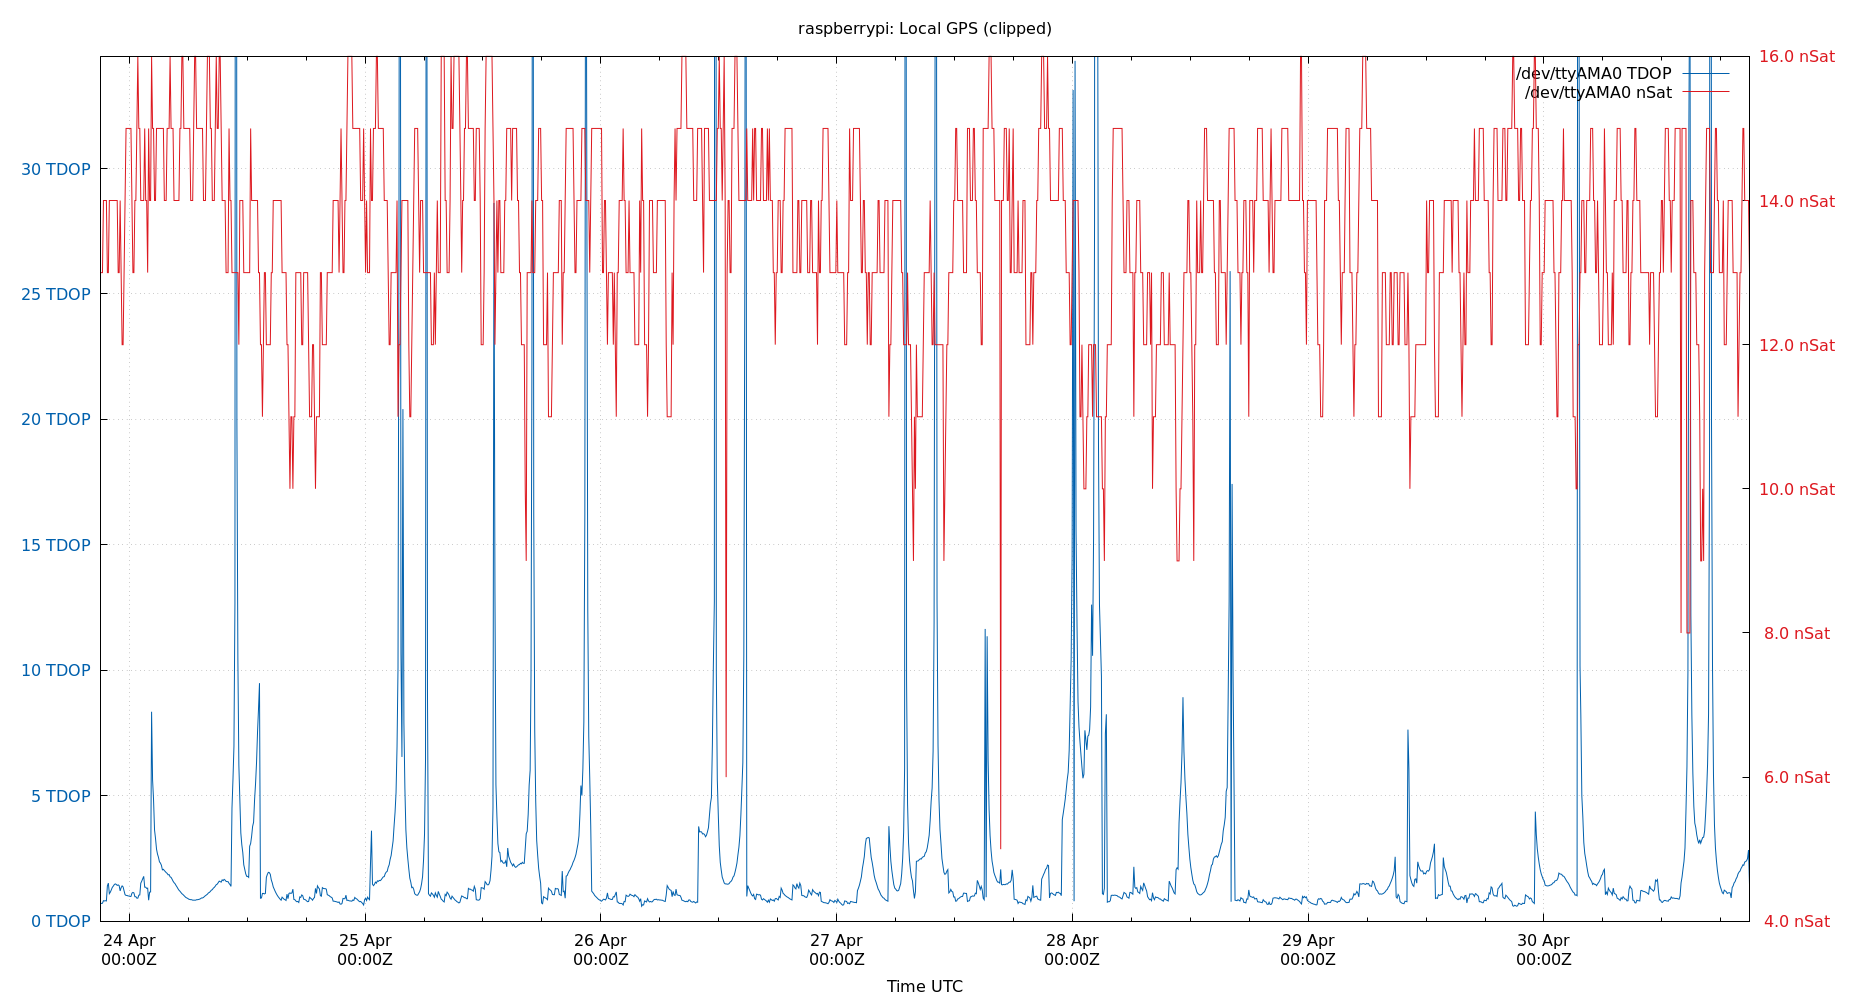 raspberrypi: Local GPS (clipped)
16.0 nSat
/dev/ttyAMA0 TDOP
/dev/ttyAMA0 nSat
30 TDOP
14.0 nSat
25 TDOP
12.0 nSat
20 TDOP
10.0 nSat
15 TDOP
8.0 nSat
10 TDOP
6.0 nSat
5 TDOP
0 TDOP
4.0 nSat
24 Apr 25 Apr 26 Apr 27 Apr 28 Apr 29 Apr 30 Apr
00:00Z 00:00Z 00:00Z 00:00Z 00:00Z 00:00Z 00:00Z
Time UTC